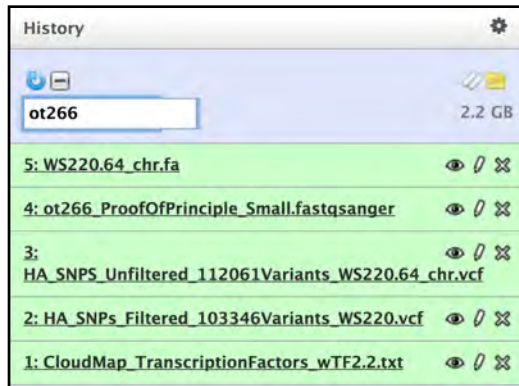 History
ot266
2.2 GB
5: WS220.64_chr.fa
4: ot266_ProofOfPrinciple_Small.fastqsanger
3:
HA_SNPS_Unfiltered_112061Variants_WS220.64_chr.vcf
2: HA_SNPs_Filtered_103346Variants_WS220.vcf
1: CloudMap_TranscriptionFactors_wTF2.2.txt